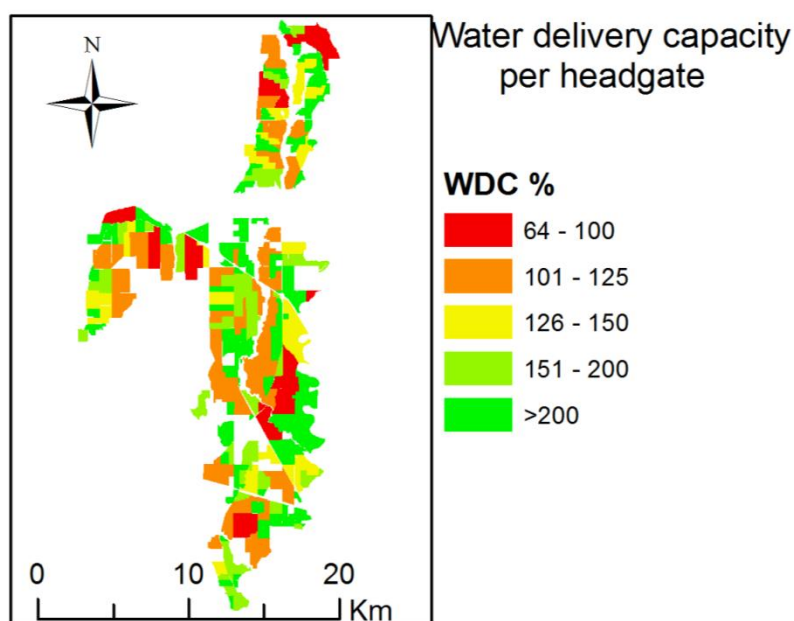 Water delivery capacity
per headgate
N
WDC %
64 - 100
101 - 125
126 - 150
151 - 200
>200
0 10 20
Km